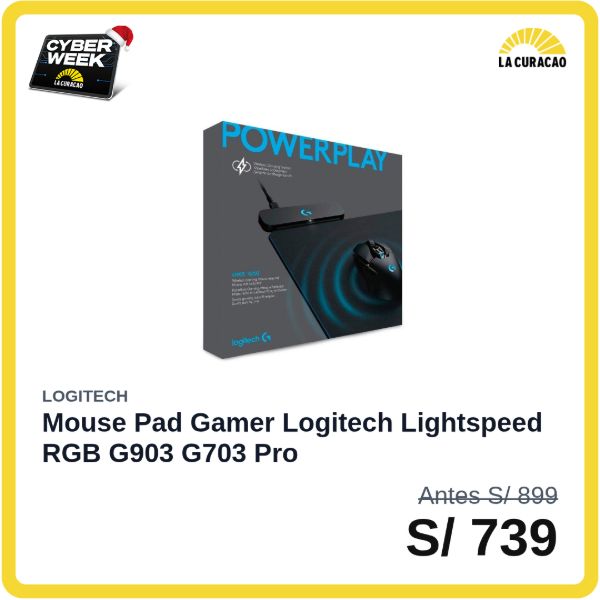 CYBER
WEEK
LA CURACAO
LA CURACAO
POWERPLAY
logitech G
LOGITECH
Mouse Pad Gamer Logitech Lightspeed
RGB G903 G703 Pro
Antes S/ 899
S/ 739